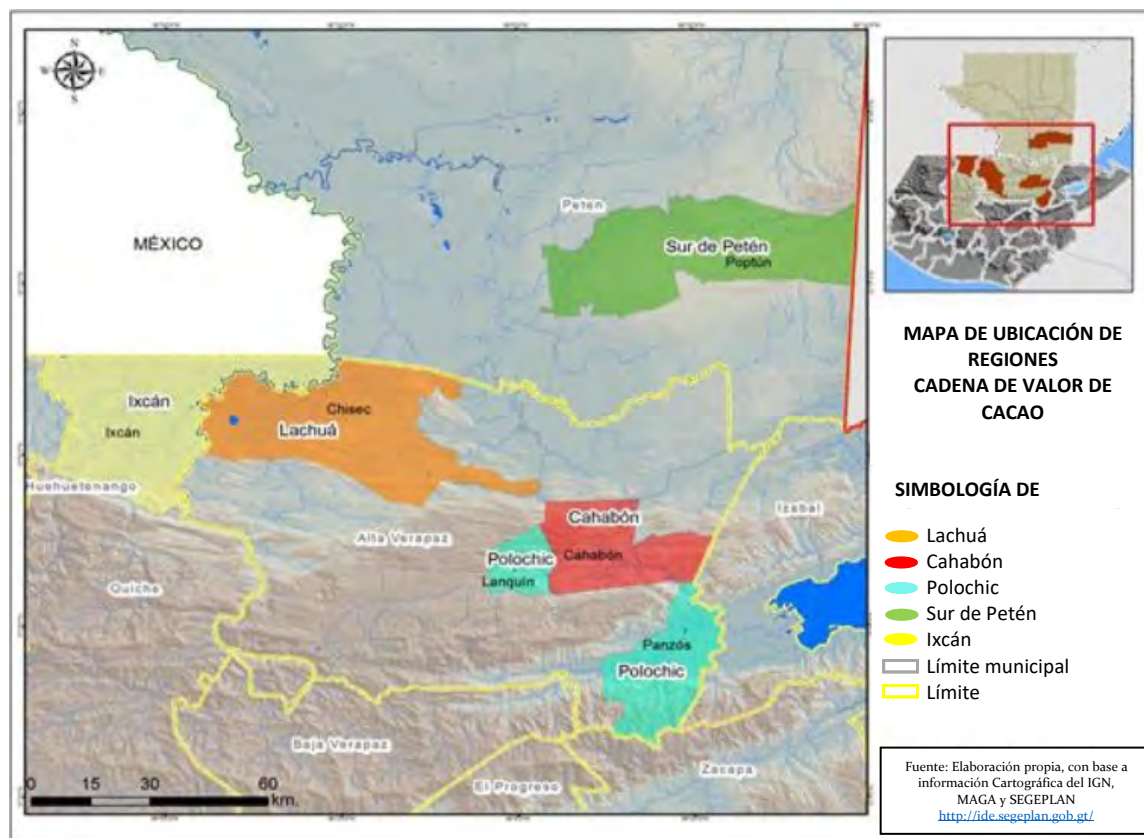 N
W
E
S
MÉXICO
Petén
Sur de Petén
Poptún
Ixcán
Ixcán
Chisec
Lachuá
Huehuetenango
Cahabón
Izabal
Alta Verapaz
Polochic
Cahabón
Lanquín
Quiche
Panzós
Polochic
Baja Verapaz
Zacapa
El Progreso
0 15 30 60
km.
MAPA DE UBICACIÓN DE
REGIONES
CADENA DE VALOR DE
CACAO
SIMBOLOGÍA DE
Lachuá
Cahabón
Polochic
Sur de Petén
Ixcán
Límite municipal
Límite
Fuente: Elaboración propia, con base a
información Cartográfica del IGN,
MAGA y SEGEPLAN
http://ide.segeplan.gob.gt/